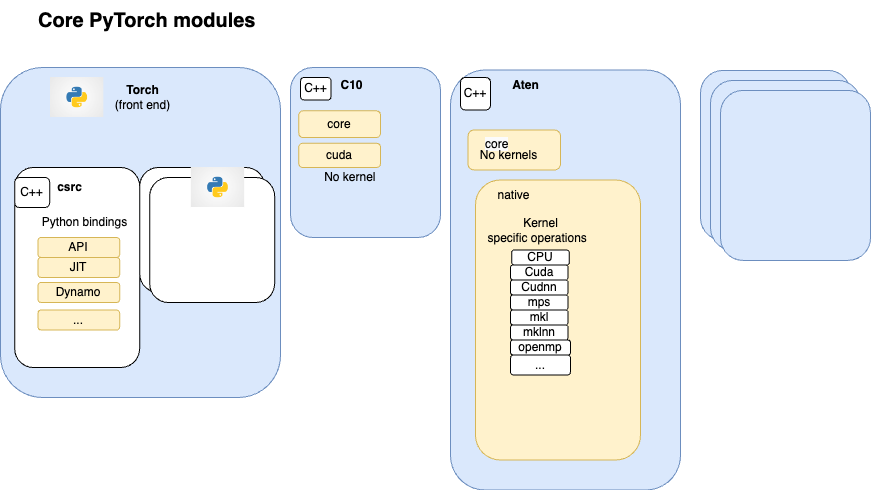 Core PyTorch modules
Torch
(front end)
C++
csrc
Python bindings
API
JIT
Dynamo
...
C++
C10
core
cuda
No kernel
C++
Aten
core
No kernels
native
Kernel
specific operations
CPU
Cuda
Cudnn
mps
mkl
mklnn
openmp
...